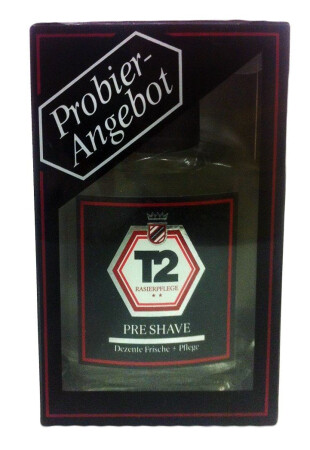 Probier-
Angebot
T2
RASIERPFLEGE
PRE SHAVE
Dezente Frische + Pflege